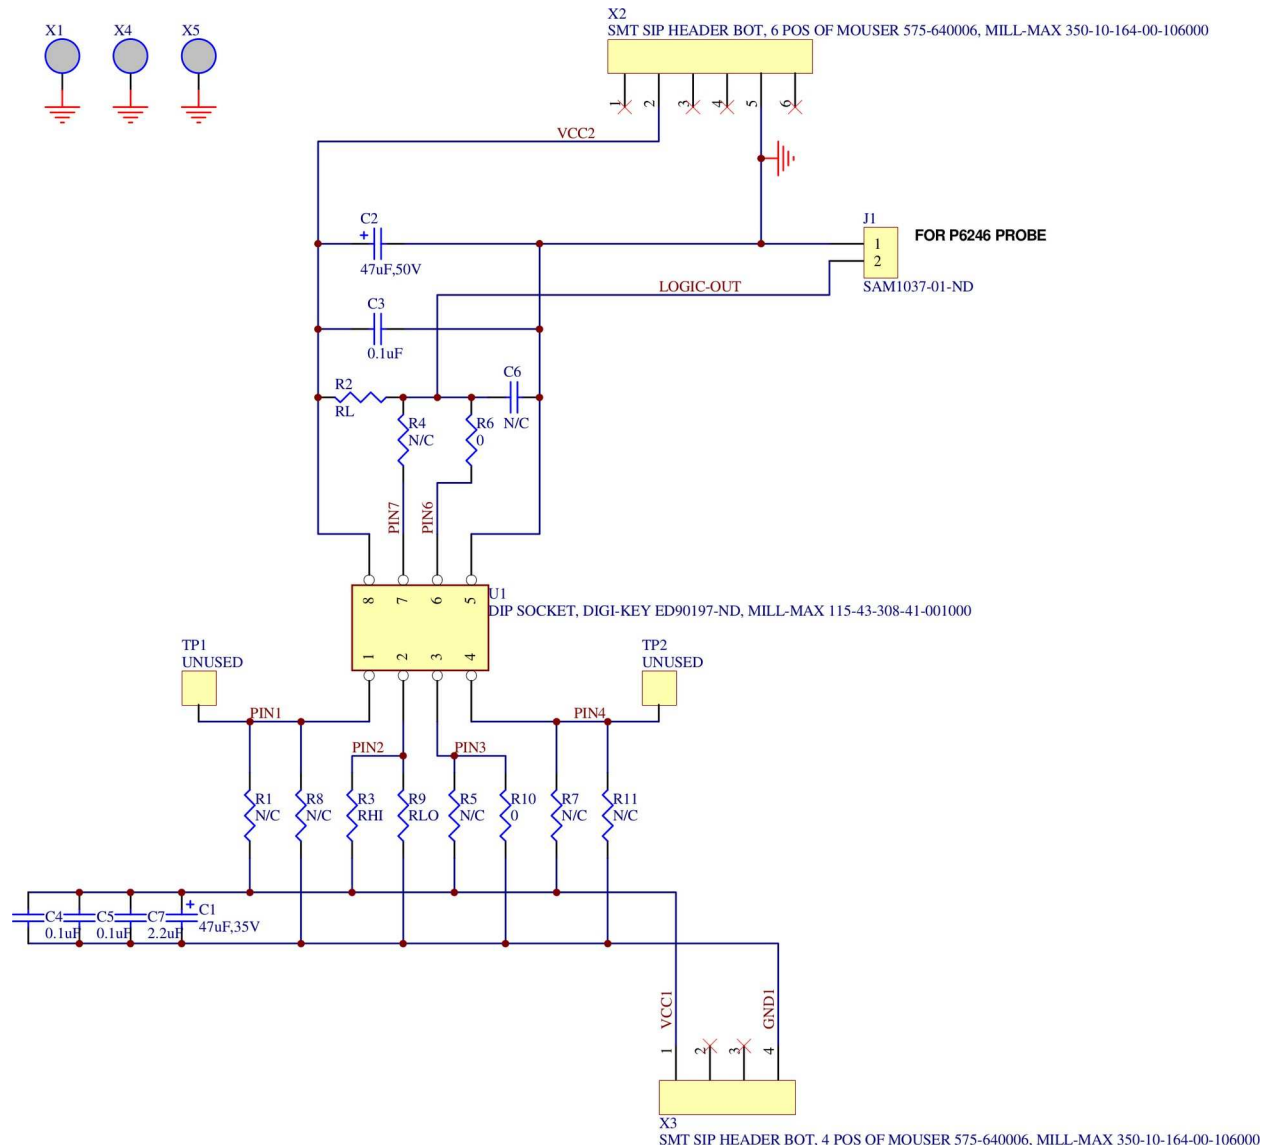 X2
SMT SIP HEADER BOT, 6 POS OF MOUSER 575-640006, MILL-MAX 350-10-164-00-106000
X1
X4
X5
1
2
3
4
5
6
VCC2
J1
FOR P6246 PROBE
1
2
SAM1037-01-ND
C2
+
47uF,50V
LOGIC-OUT
C3
0.1uF
R2
RL
C6
N/C
R4
N/C
R6
0
PIN7
PIN6
8
7
6
5
U1
DIP SOCKET, DIGI-KEY ED90197-ND, MILL-MAX 115-43-308-41-001000
1
2
3
4
TP1
UNUSED
TP2
UNUSED
PIN1
PIN4
PIN2
PIN3
R1
N/C
R8
N/C
R3
RHI
R9
RLO
R5
N/C
R10
0
R7
N/C
R11
N/C
C4
0.1uF
C5
0.1uF
C7
2.2uF
+
C1
47uF,35V
VCC1
GND1
1
2
3
4
X3
SMT SIP HEADER BOT, 4 POS OF MOUSER 575-640006, MILL-MAX 350-10-164-00-106000